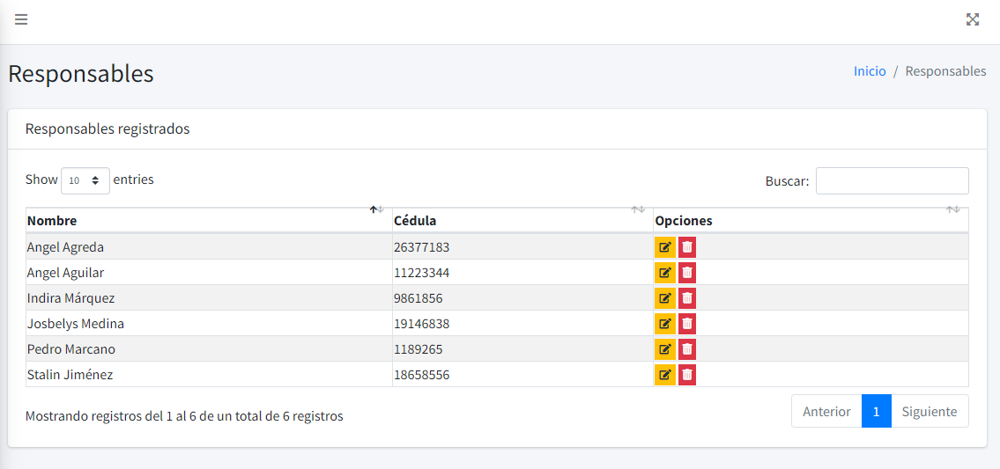 Responsables
Inicio / Responsables
Responsables registrados
Show 10 entries
Buscar:
Nombre Cédula Opciones
Angel Agreda 26377183
Angel Aguilar 11223344
Indira Márquez 9861856
Josbelys Medina 19146838
Pedro Marcano 1189265
Stalin Jiménez 18658556
Mostrando registros del 1 al 6 de un total de 6 registros
Anterior 1 Siguiente